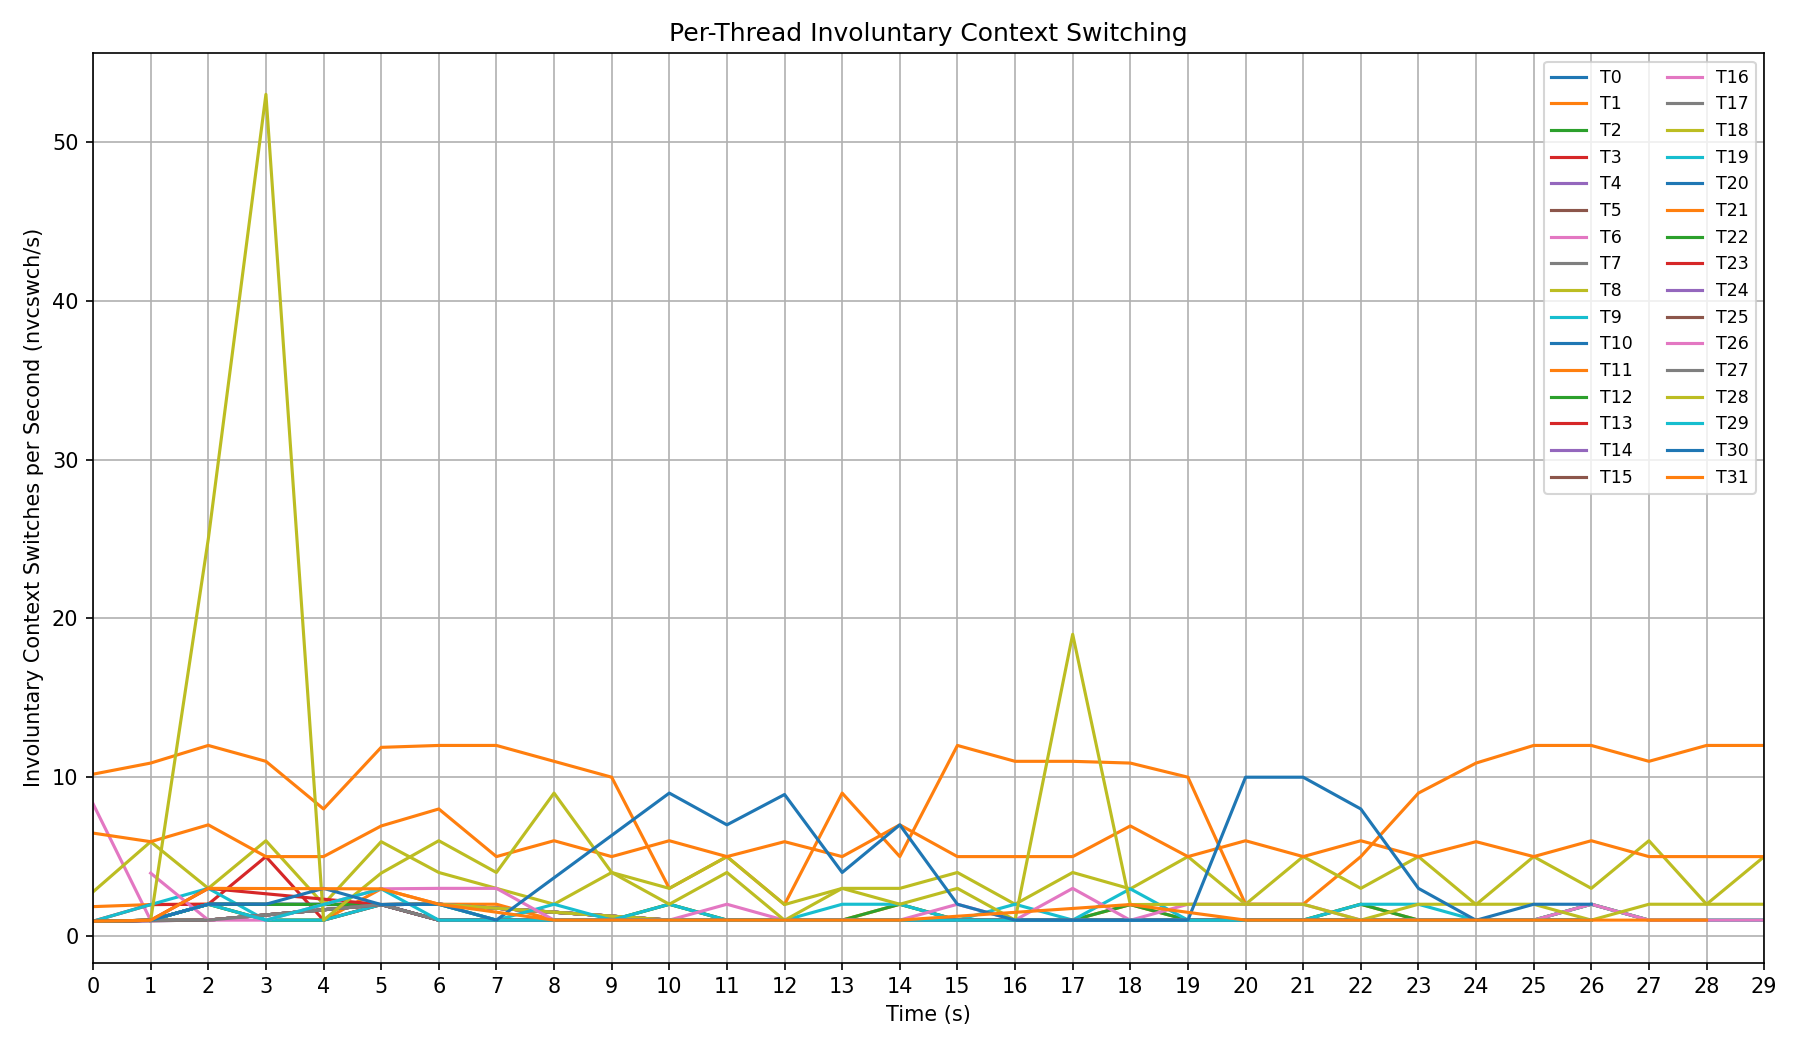 Per-Thread Involuntary Context Switching
Involuntary Context Switches per Second (nvcswch/s)
50
40
30
20
10
0
T0
T1
T2
T3
T4
T5
T6
T7
T8
T9
T10
T11
T12
T13
T14
T15
T16
T17
T18
T19
T20
T21
T22
T23
T24
T25
T26
T27
T28
T29
T30
T31
0 1 2 3 4 5 6 7 8 9 10 11 12 13 14 15 16 17 18 19 20 21 22 23 24 25 26 27 28 29
Time (s)